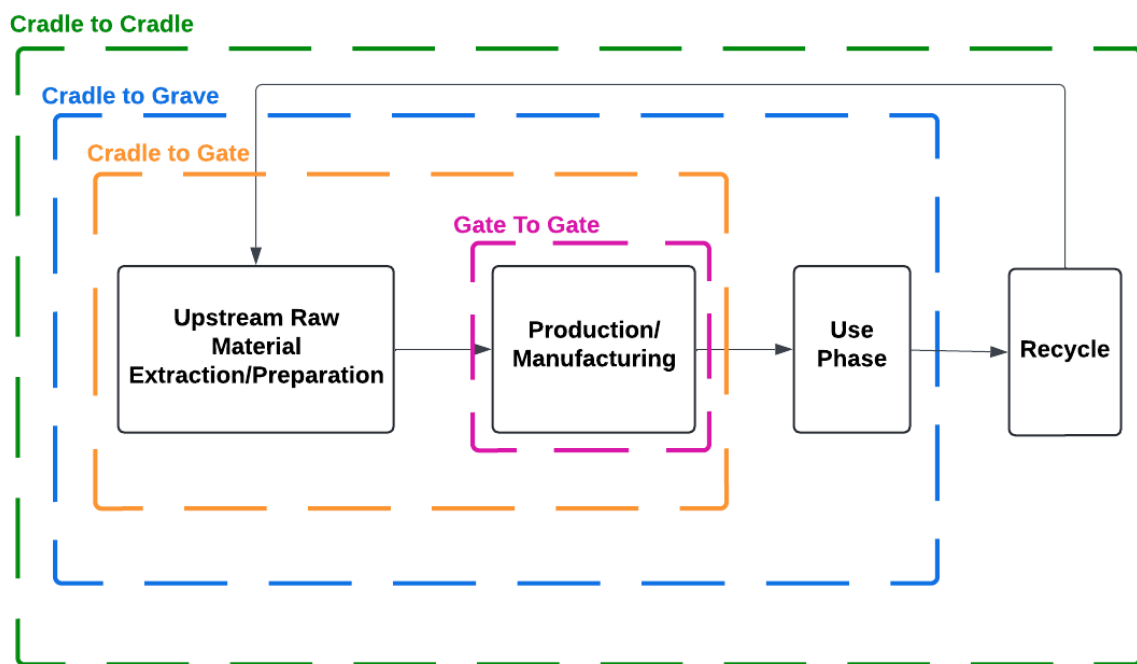 Cradle to Cradle
Cradle to Grave
Cradle to Gate
Gate To Gate
Upstream Raw
Material
Extraction/Preparation
Production/
Manufacturing
Use
Phase
Recycle